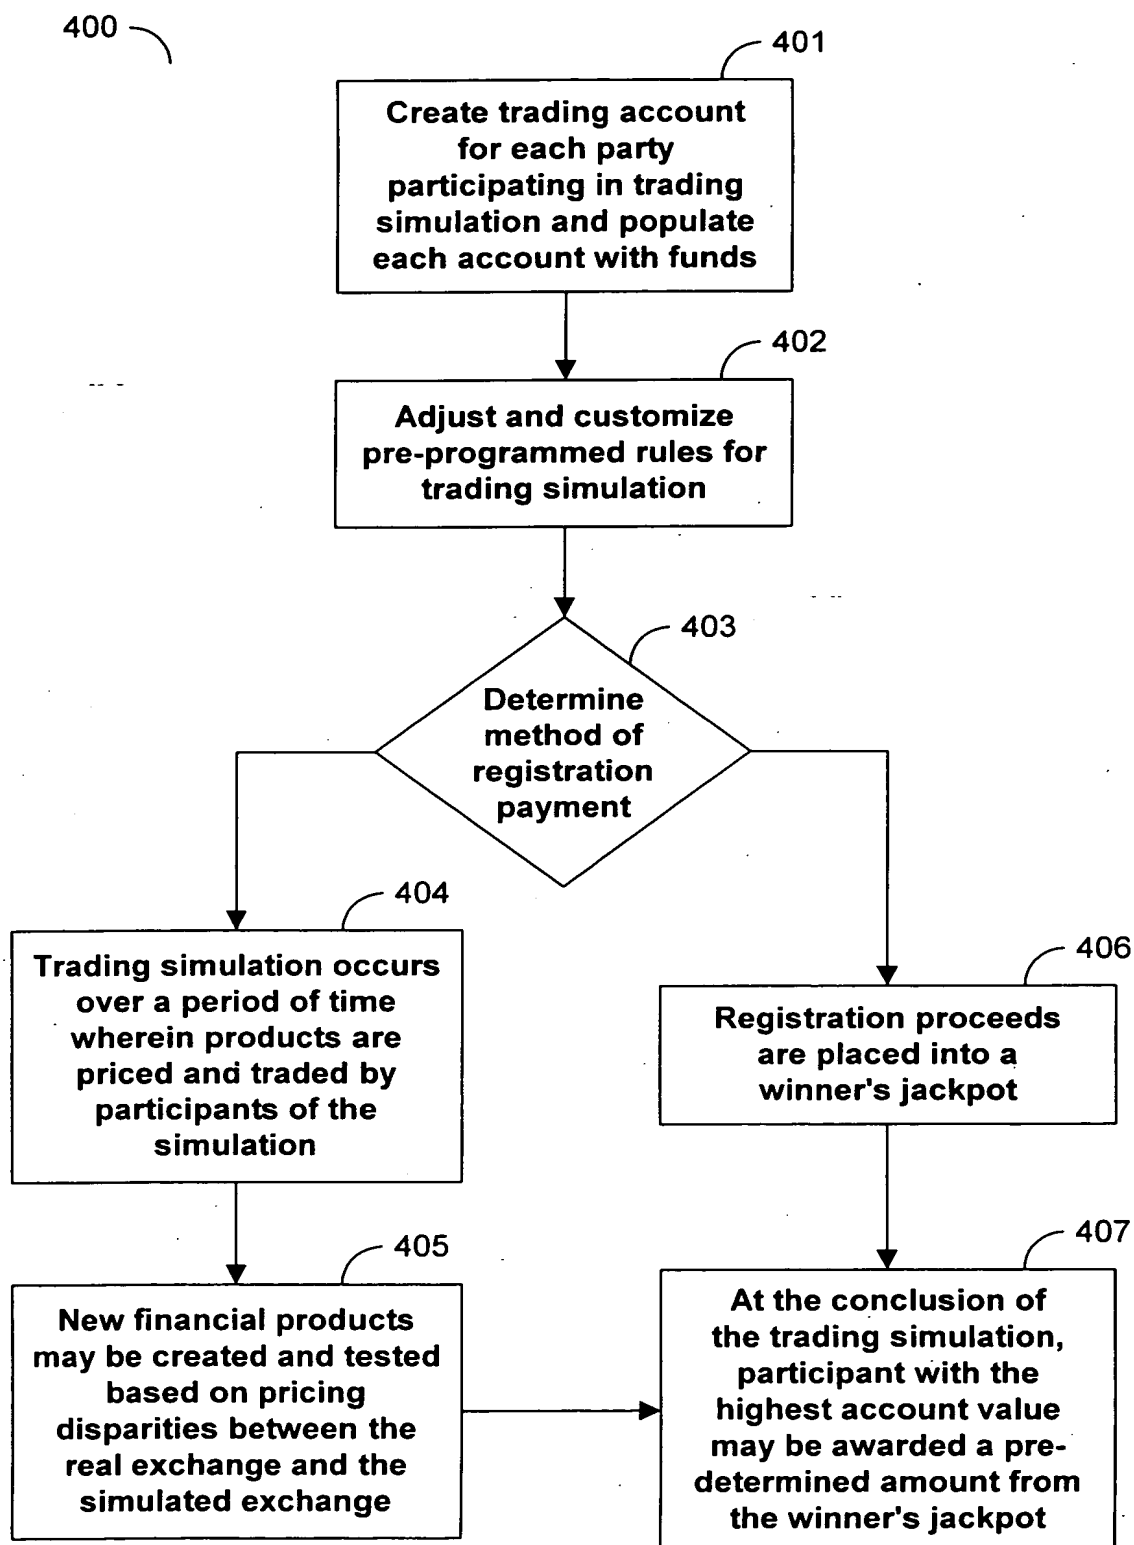 400
401
Create trading account
for each party
participating in trading
simulation and populate
each account with funds
402
Adjust and customize
pre-programmed rules for
trading simulation
403
Determine
method of
registration
payment
404
Trading simulation occurs
over a period of time
wherein products are
priced and traded by
participants of the
simulation
406
Registration proceeds
are placed into a
winner's jackpot
405
New financial products
may be created and tested
based on pricing
disparities between the
real exchange and the
simulated exchange
407
At the conclusion of
the trading simulation,
participant with the
highest account value
may be awarded a pre-
determined amount from
the winner's jackpot